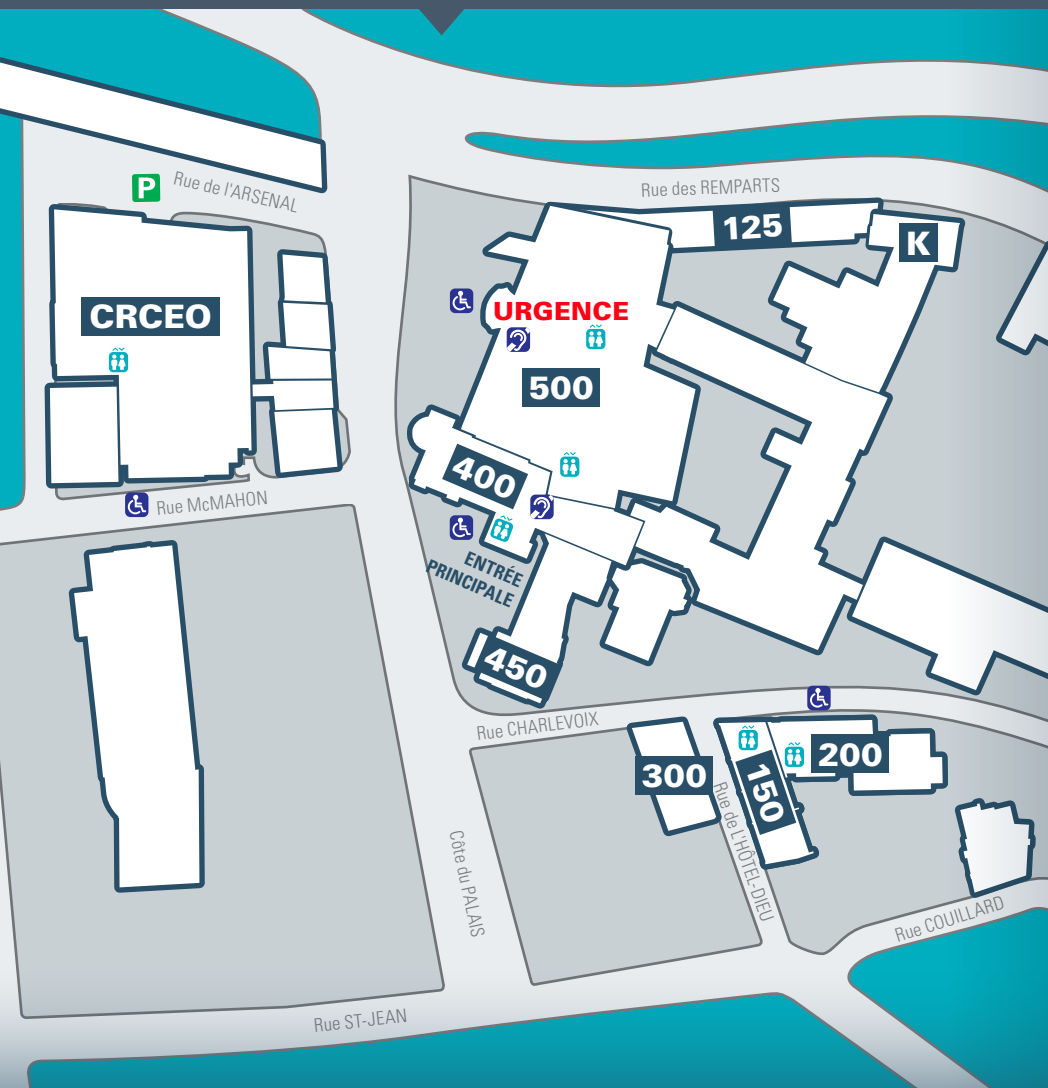 P
Rue de l'ARSENAL
Rue des REMPARTS
125
K
CRCEO
URGENCE
500
400
Rue McMAHON
ENTRÉE
PRINCIPALE
450
Rue CHARLEVOIX
300
150
200
Rue de L'HÔTEL-DIEU
Côte du PALAIS
Rue COUILLARD
Rue ST-JEAN